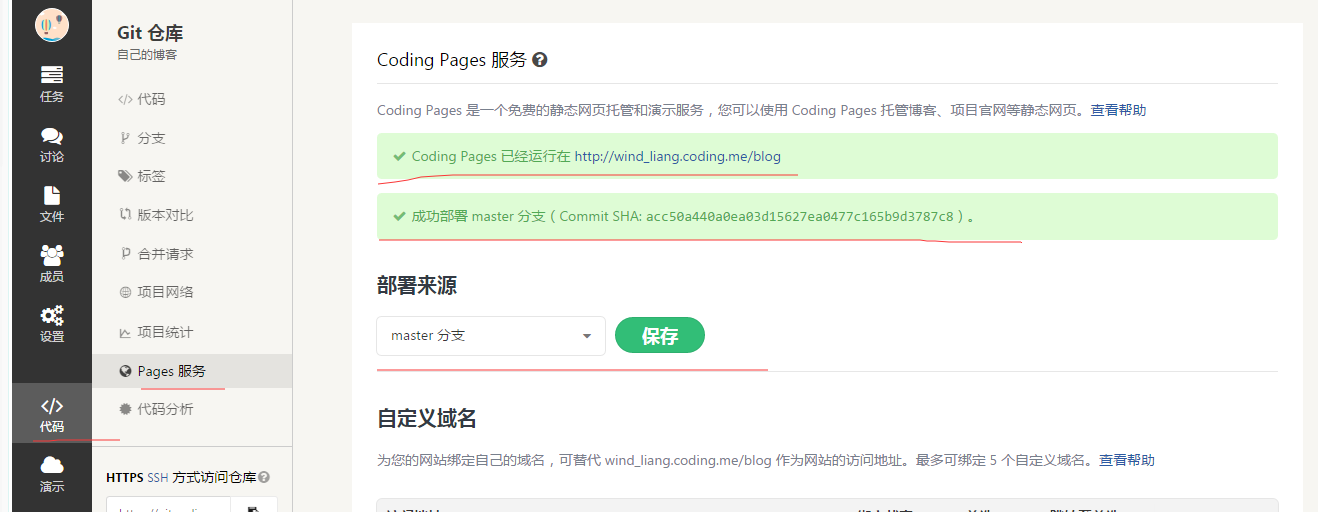 任务
讨论
文件
成员
设置
代码
演示
Git 仓库
自己的博客
代码
分支
标签
版本对比
合并请求
项目网络
项目统计
Pages 服务
代码分析
HTTPS SSH 方式访问仓库
Coding Pages 服务
Coding Pages 是一个免费的静态网页托管和演示服务，您可以使用 Coding Pages 托管博客、项目官网等静态网页。查看帮助
Coding Pages 已经运行在 http://wind_liang.coding.me/blog
成功部署 master 分支（Commit SHA: acc50a440a0ea03d15627ea0477c165b9d3787c8）。
部署来源
master 分支 保存
自定义域名
为您的网站绑定自己的域名，可替代 wind_liang.coding.me/blog 作为网站的访问地址。最多可绑定 5 个自定义域名。查看帮助